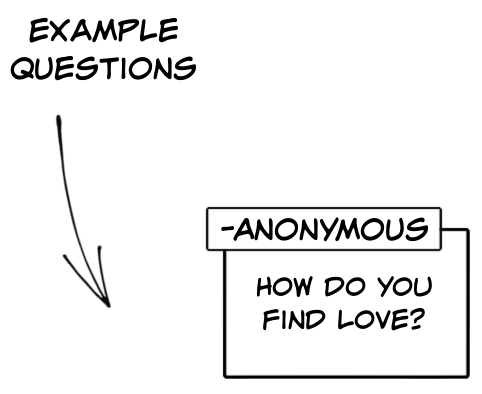 EXAMPLE
QUESTIONS
-ANONYMOUS
HOW DO YOU
FIND LOVE?